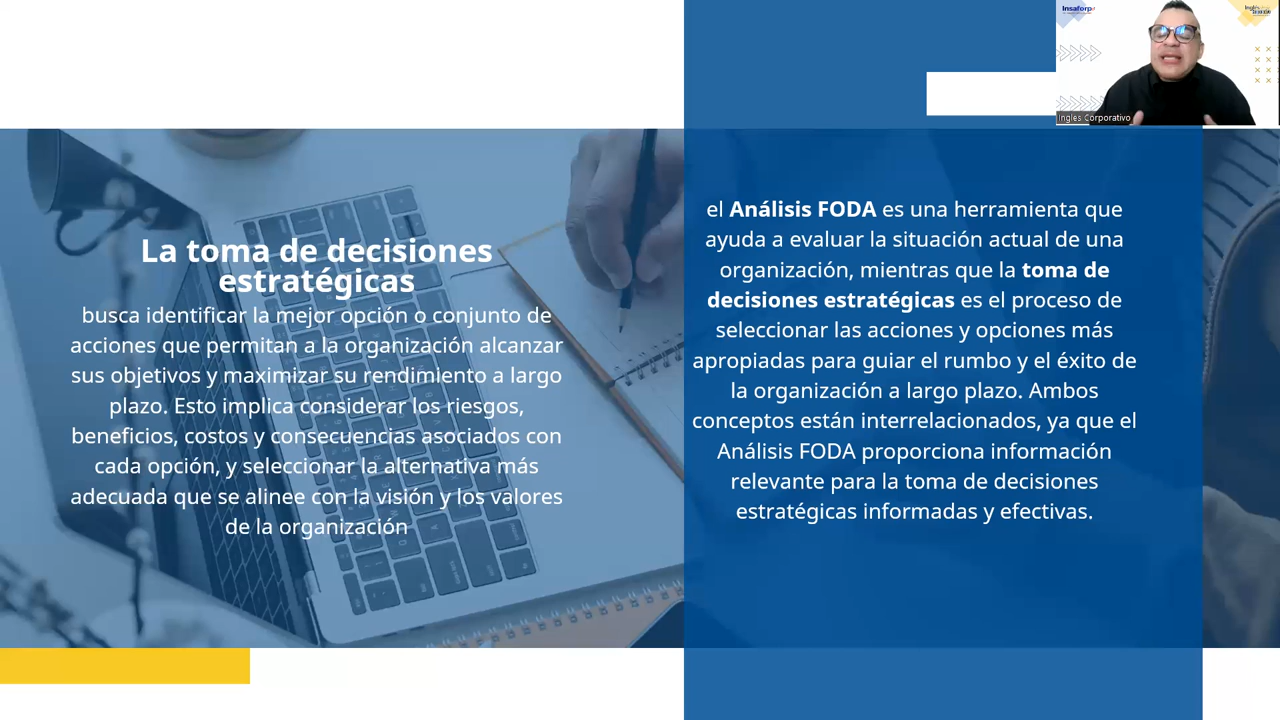 La toma de decisiones
estratégicas
busca identificar la mejor opción o conjunto de
acciones que permitan a la organización alcanzar
sus objetivos y maximizar su rendimiento a largo
plazo. Esto implica considerar los riesgos,
beneficios, costos y consecuencias asociados con
cada opción, y seleccionar la alternativa más
adecuada que se alinee con la visión y los valores
de la organización
el Análisis FODA es una herramienta que
ayuda a evaluar la situación actual de una
organización, mientras que la toma de
decisiones estratégicas es el proceso de
seleccionar las acciones y opciones más
apropiadas para guiar el rumbo y el éxito de
la organización a largo plazo. Ambos
conceptos están interrelacionados, ya que el
Análisis FODA proporciona información
relevante para la toma de decisiones
estratégicas informadas y efectivas.
Insaforp
Ingles Corporativo